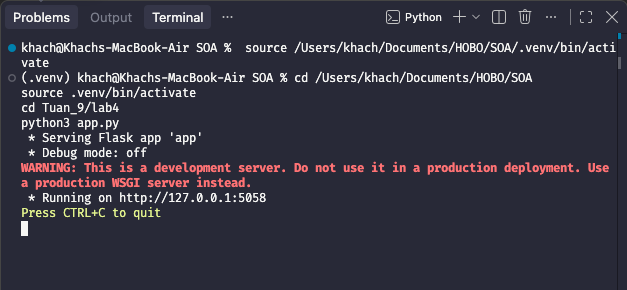 Problems Output Terminal ... Python
khach@Khachs-MacBook-Air SOA %  source /Users/khach/Documents/HOBO/SOA/.venv/bin/acti
vate
(.venv) khach@Khachs-MacBook-Air SOA % cd /Users/khach/Documents/HOBO/SOA
source .venv/bin/activate
cd Tuan_9/lab4
python3 app.py
 * Serving Flask app 'app'
 * Debug mode: off
WARNING: This is a development server. Do not use it in a production deployment. Use
a production WSGI server instead.
 * Running on http://127.0.0.1:5058
Press CTRL+C to quit